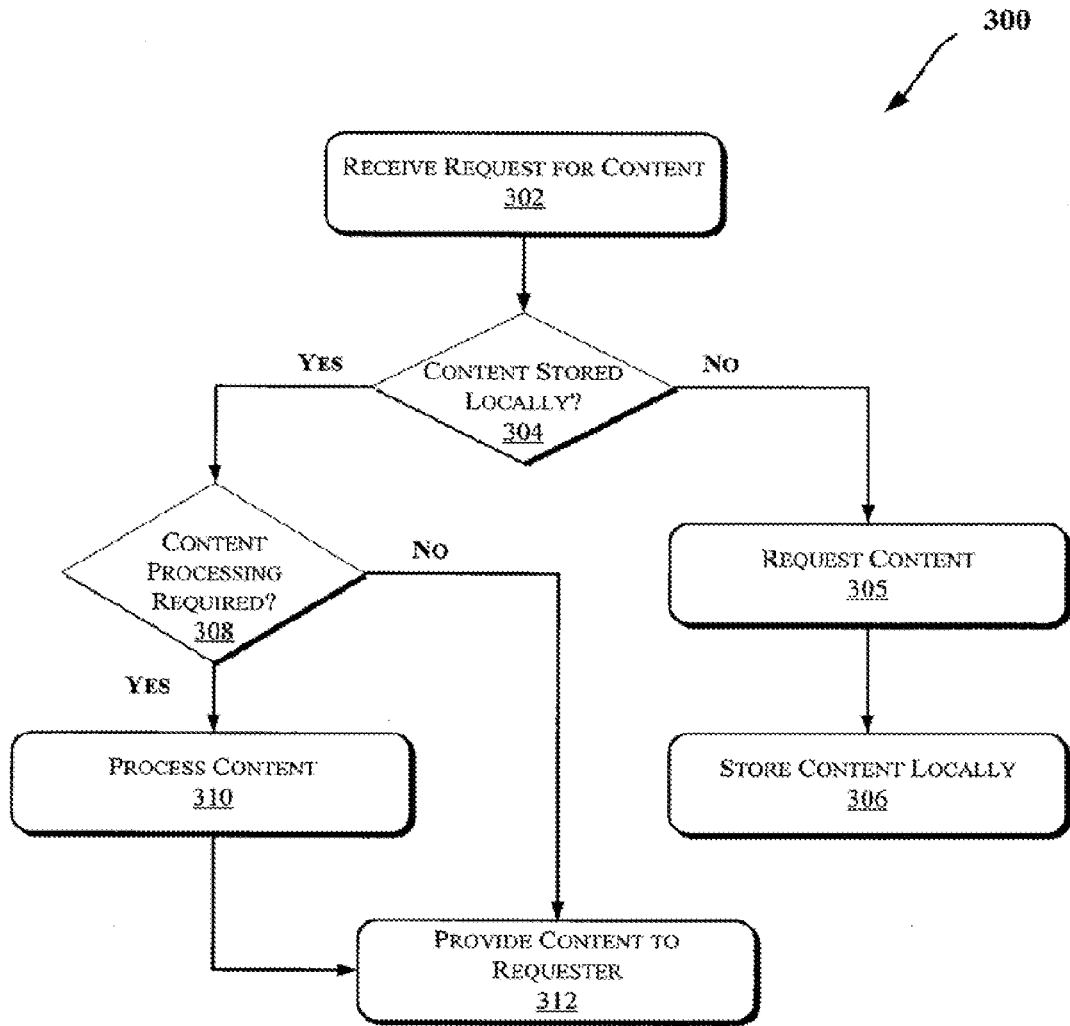 300
RECEIVE REQUEST FOR CONTENT
302
YES
CONTENT STORED
LOCALLY?
304
NO
CONTENT
PROCESSING
REQUIRED?
308
NO
YES
REQUEST CONTENT
305
PROCESS CONTENT
310
STORE CONTENT LOCALLY
306
PROVIDE CONTENT TO
REQUESTER
312